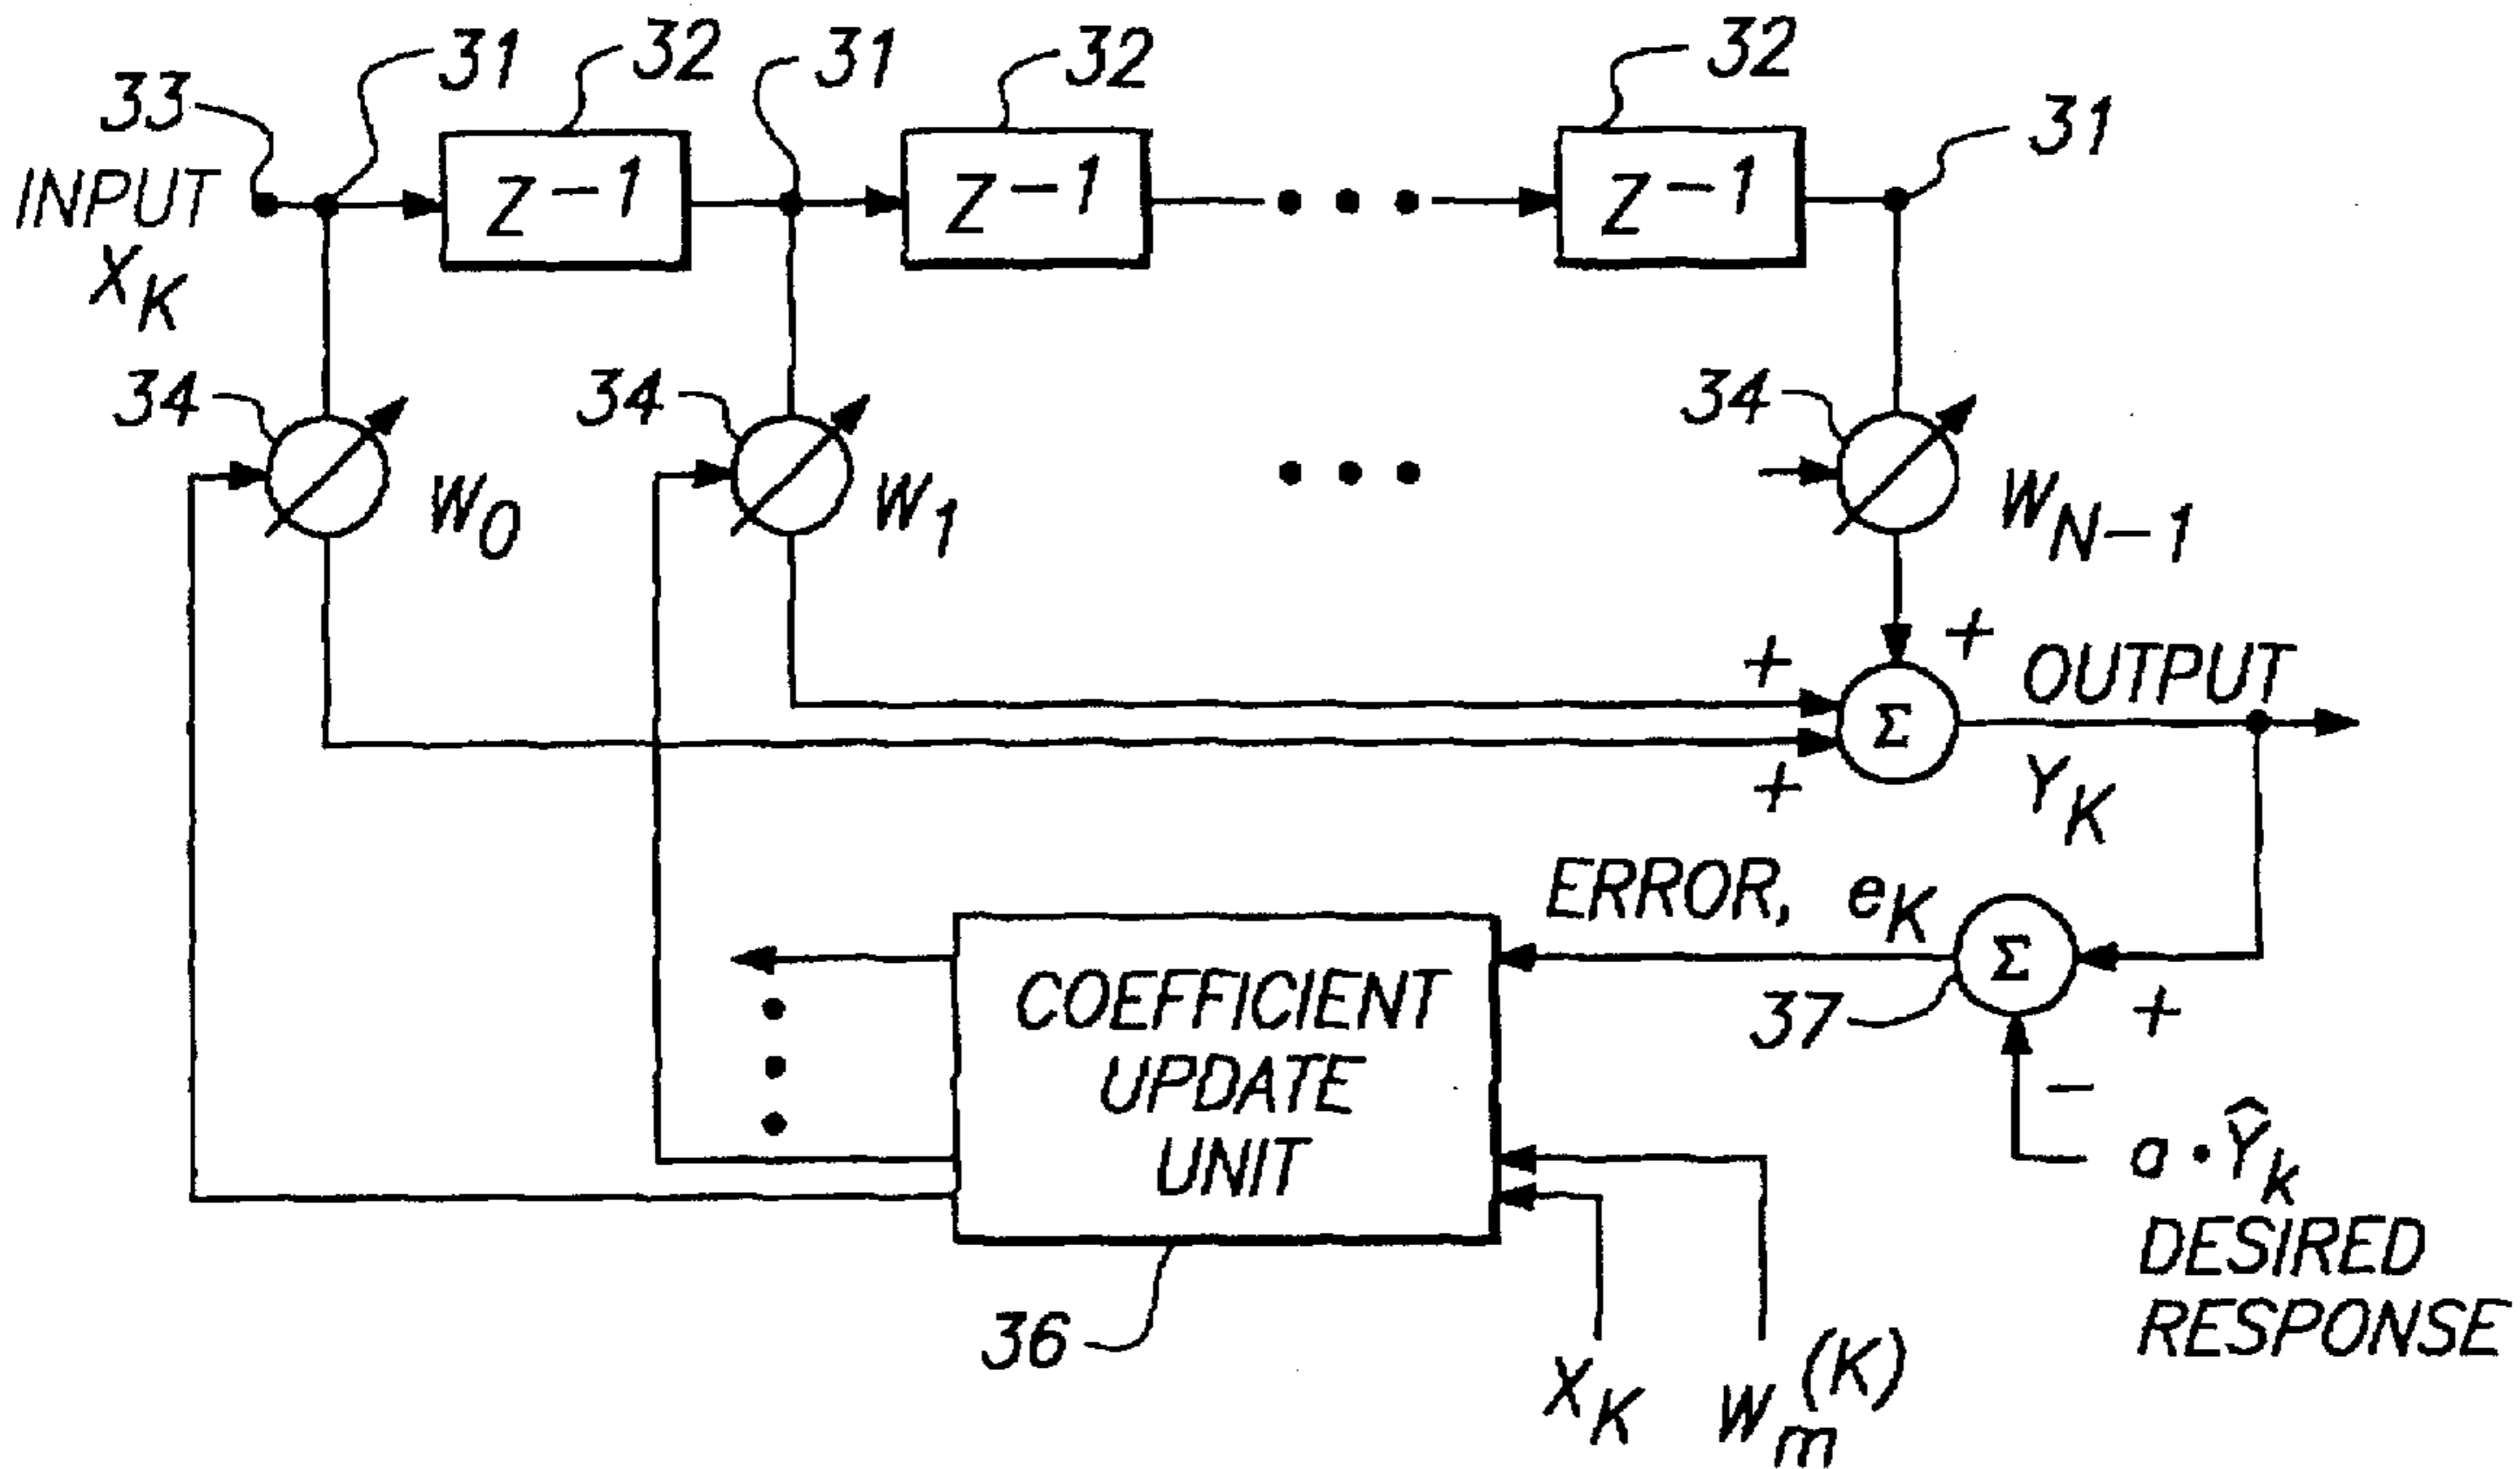 33
31
32
31
32
32
31
INPUT
X_K
z⁻¹
z⁻¹
• • •
z⁻¹
34
34
34
W_0
W_1
• • •
W_{N-1}
+
+
+
Σ
OUTPUT
Y_K
ERROR, e_K
Σ
37
+
−
COEFFICIENT
UPDATE
UNIT
36
a • Ŷ_k
DESIRED
RESPONSE
X_K
W_m^{(K)}